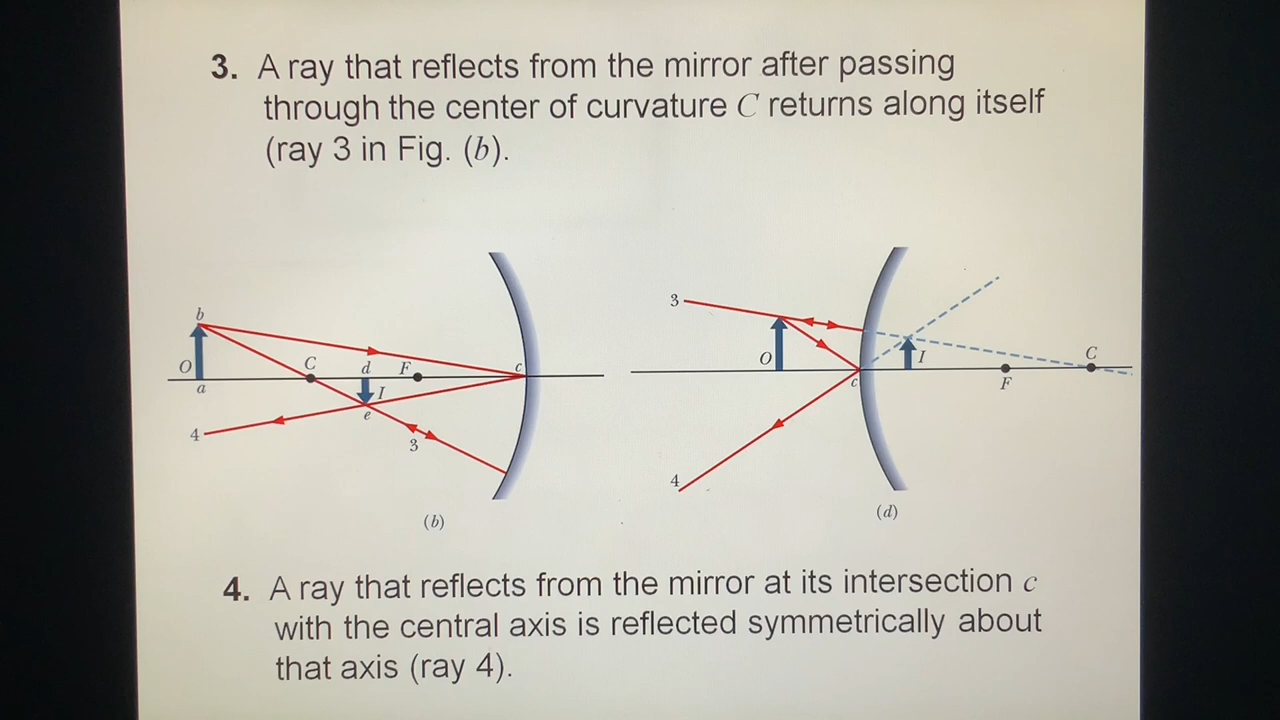 3. A ray that reflects from the mirror after passing
through the center of curvature C returns along itself
(ray 3 in Fig. (b).
b
O
a
C
d
F
c
I
e
4
3
(b)
3
O
c
4
I
F
C
(d)
4. A ray that reflects from the mirror at its intersection c
with the central axis is reflected symmetrically about
that axis (ray 4).